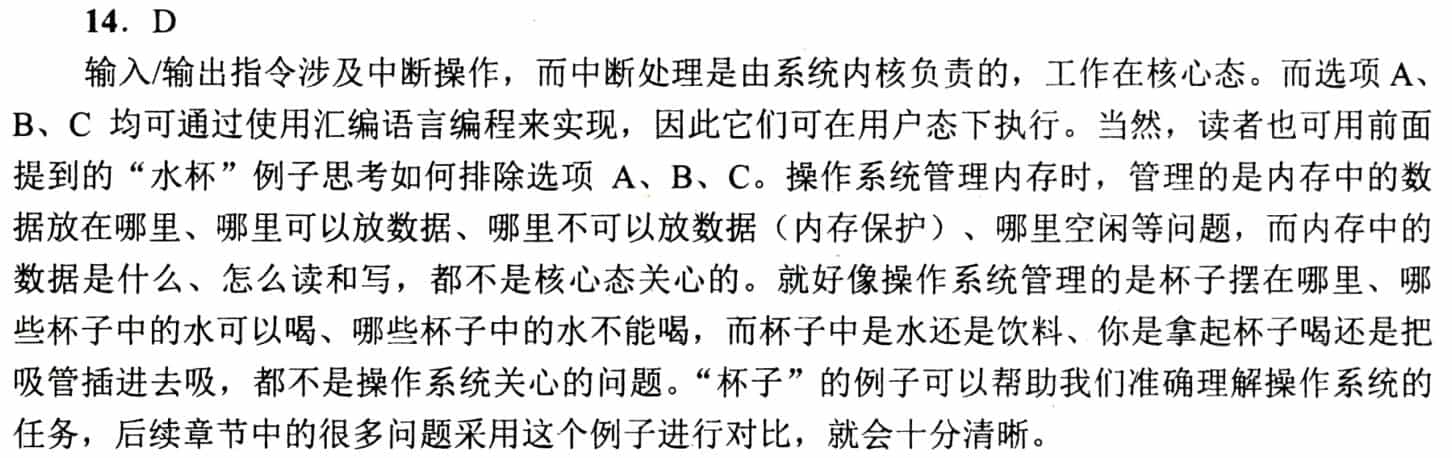 14．D
输入/输出指令涉及中断操作，而中断处理是由系统内核负责的，工作在核心态。而选项 A、
B、C 均可通过使用汇编语言编程来实现，因此它们可在用户态下执行。当然，读者也可用前面
提到的“水杯”例子思考如何排除选项 A、B、C。操作系统管理内存时，管理的是内存中的数
据放在哪里、哪里可以放数据、哪里不可以放数据（内存保护）、哪里空闲等问题，而内存中的
数据是什么、怎么读和写，都不是核心态关心的。就好像操作系统管理的是杯子摆在哪里、哪
些杯子中的水可以喝、哪些杯子中的水不能喝，而杯子中是水还是饮料、你是拿起杯子喝还是把
吸管插进去吸，都不是操作系统关心的问题。“杯子”的例子可以帮助我们准确理解操作系统的
任务，后续章节中的很多问题采用这个例子进行对比，就会十分清晰。